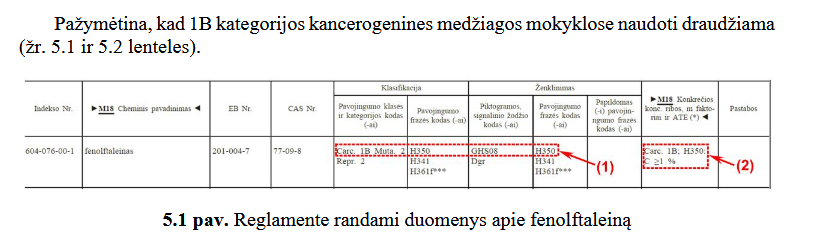 Pažymėtina, kad 1B kategorijos kancerogenines medžiagos mokyklose naudoti draudžiama
(žr. 5.1 ir 5.2 lenteles).
Klasifikacija
Ženklinimas
Indekso Nr.
►M18 Cheminis pavadinimas ◄
EB Nr.
CAS Nr.
Pavojingumo klasės
ir kategorijos kodas
(-ai)
Pavojingumo
frazės kodas (-ai)
Piktogramos,
signalinio žodžio
kodas (-ai)
Pavojingumo
frazės kodas
(-ai)
Papildomas
(-i) pavojin-
gumo frazės
kodas (-ai)
►M18 Konkrečios
konc. ribos, m fakto-
riai ir ATE (*) ◄
Pastabos
604-076-00-1
fenolftaleinas
201-004-7
77-09-8
Carc. 1B Muta. 2
Repr. 2
H350
H341
H361f***
GHS08
Dgr
H350
H341
H361f***
(1)
Carc. 1B; H350:
C ≥1 %
(2)
5.1 pav. Reglamente randami duomenys apie fenolftaleiną